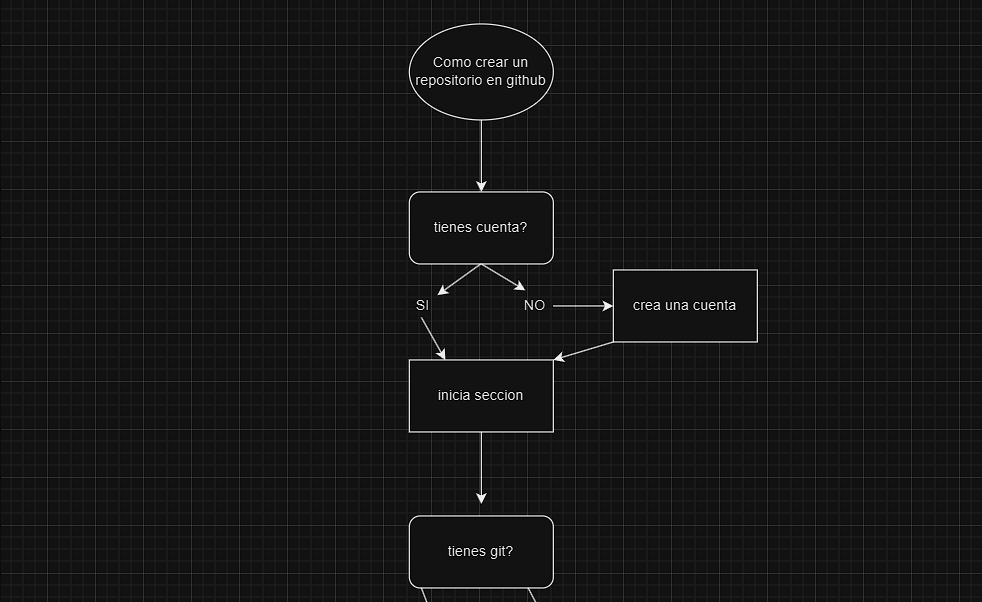 Como crear un
repositorio en github
tienes cuenta?
SI
NO
crea una cuenta
inicia seccion
tienes git?